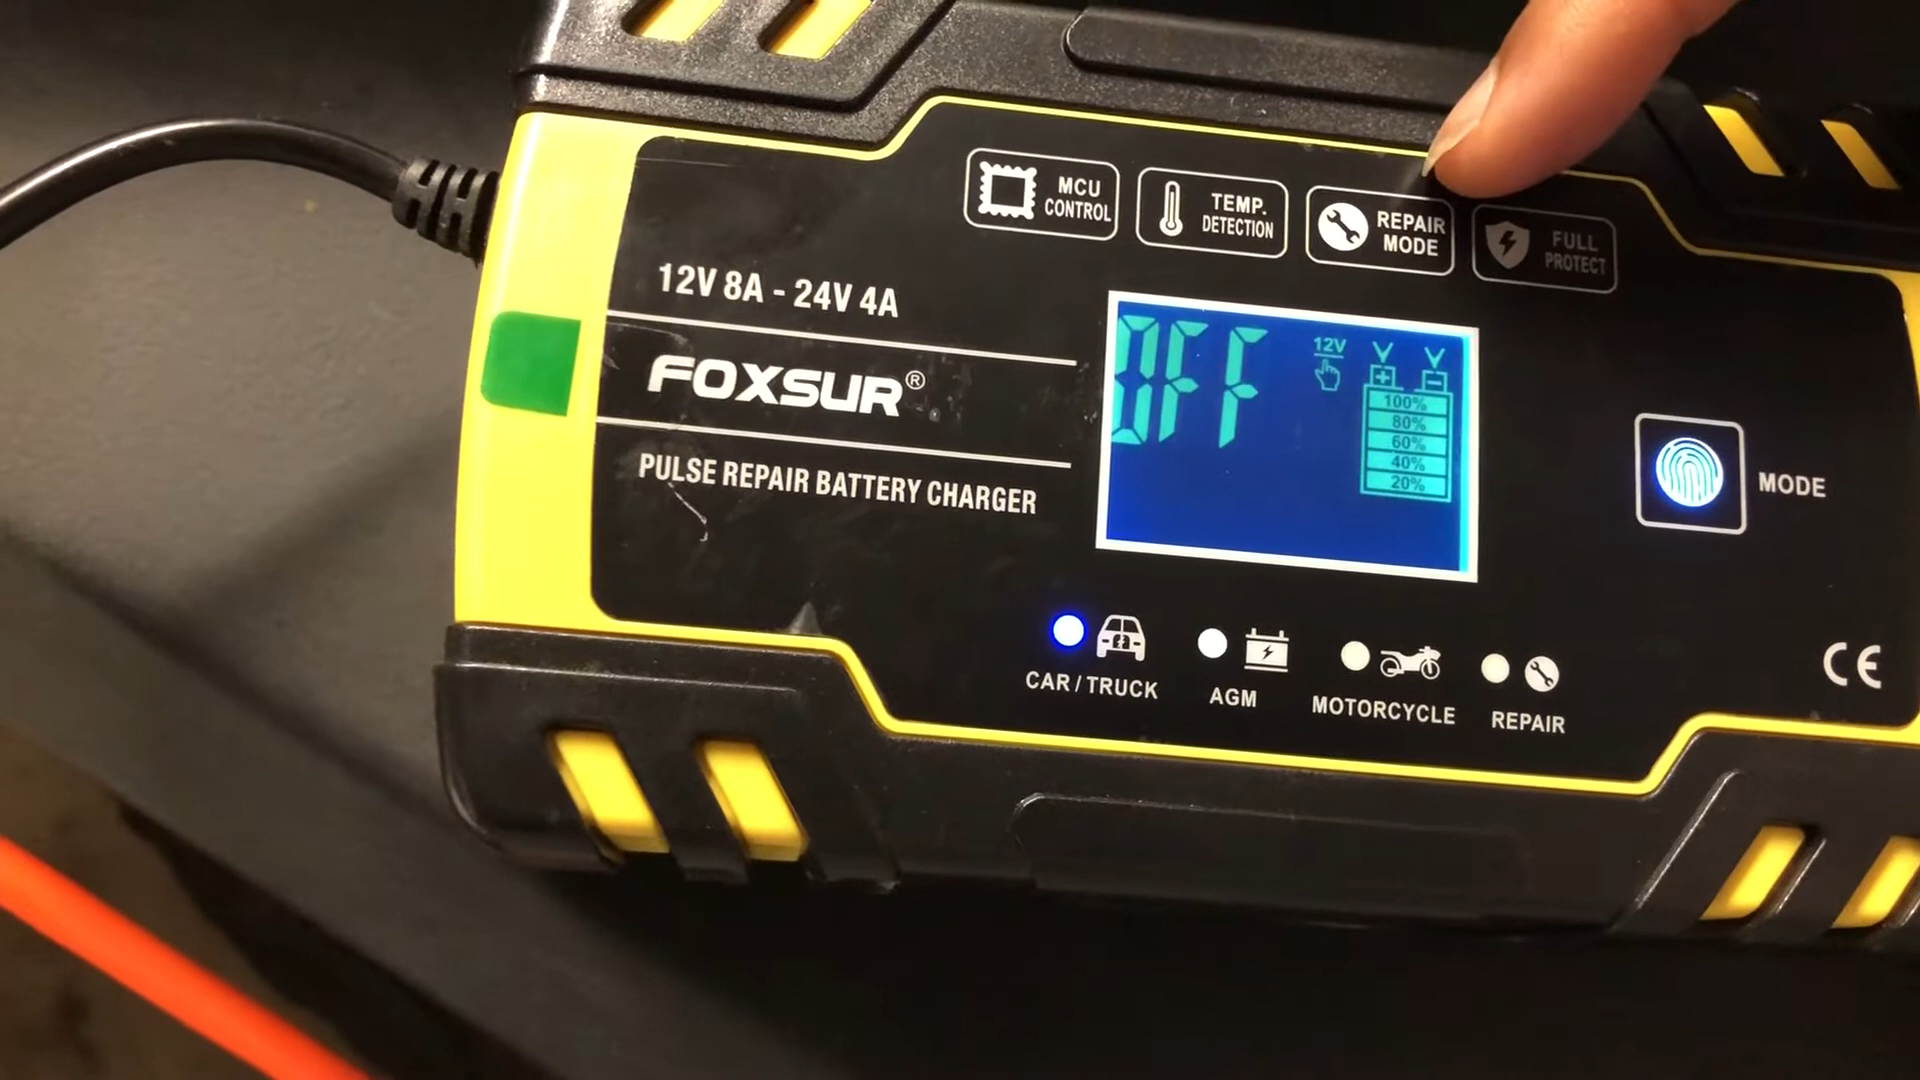 MCU
CONTROL
TEMP.
DETECTION
REPAIR
MODE
FULL
PROTECT
12V 8A - 24V 4A
FOXSUR®
PULSE REPAIR BATTERY CHARGER
OFF
12V
+
-
100%
80%
60%
40%
20%
MODE
CAR / TRUCK
AGM
MOTORCYCLE
REPAIR
CE